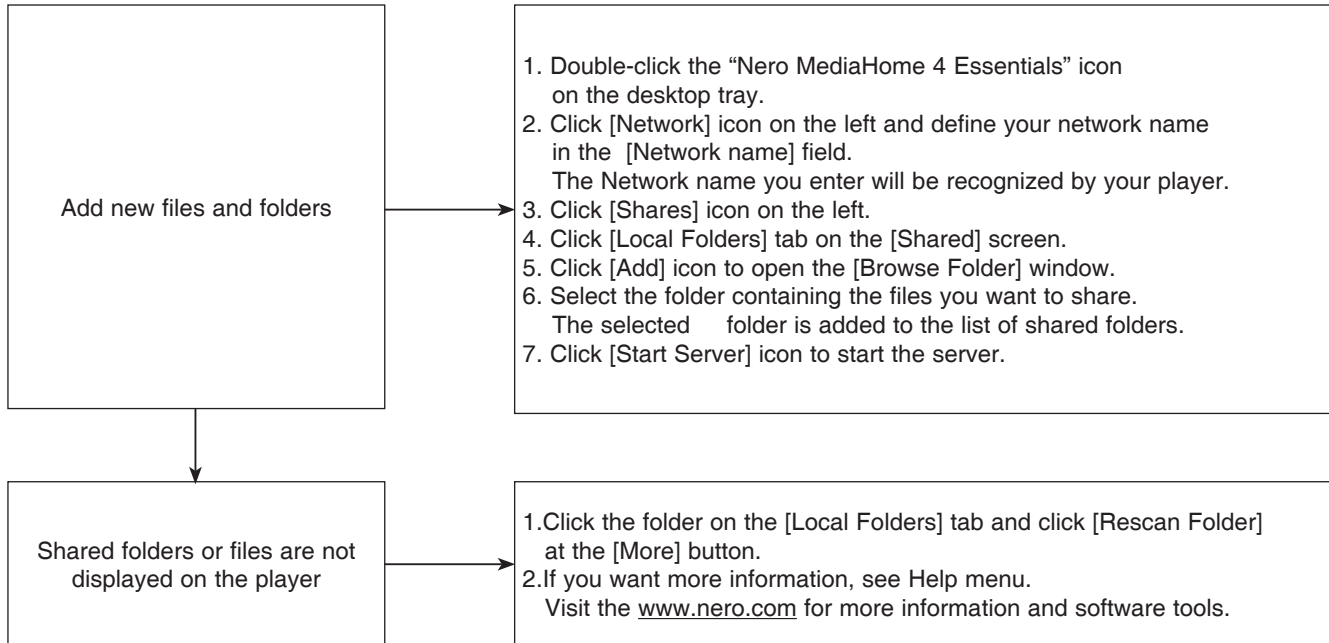 Add new files and folders
1. Double-click the “Nero MediaHome 4 Essentials” icon
on the desktop tray.
2. Click [Network] icon on the left and define your network name
in the  [Network name] field.
The Network name you enter will be recognized by your player.
3. Click [Shares] icon on the left.
4. Click [Local Folders] tab on the [Shared] screen.
5. Click [Add] icon to open the [Browse Folder] window.
6. Select the folder containing the files you want to share.
The selected    folder is added to the list of shared folders.
7. Click [Start Server] icon to start the server.
Shared folders or files are not
displayed on the player
1.Click the folder on the [Local Folders] tab and click [Rescan Folder]
at the [More] button.
2.If you want more information, see Help menu.
Visit the www.nero.com for more information and software tools.